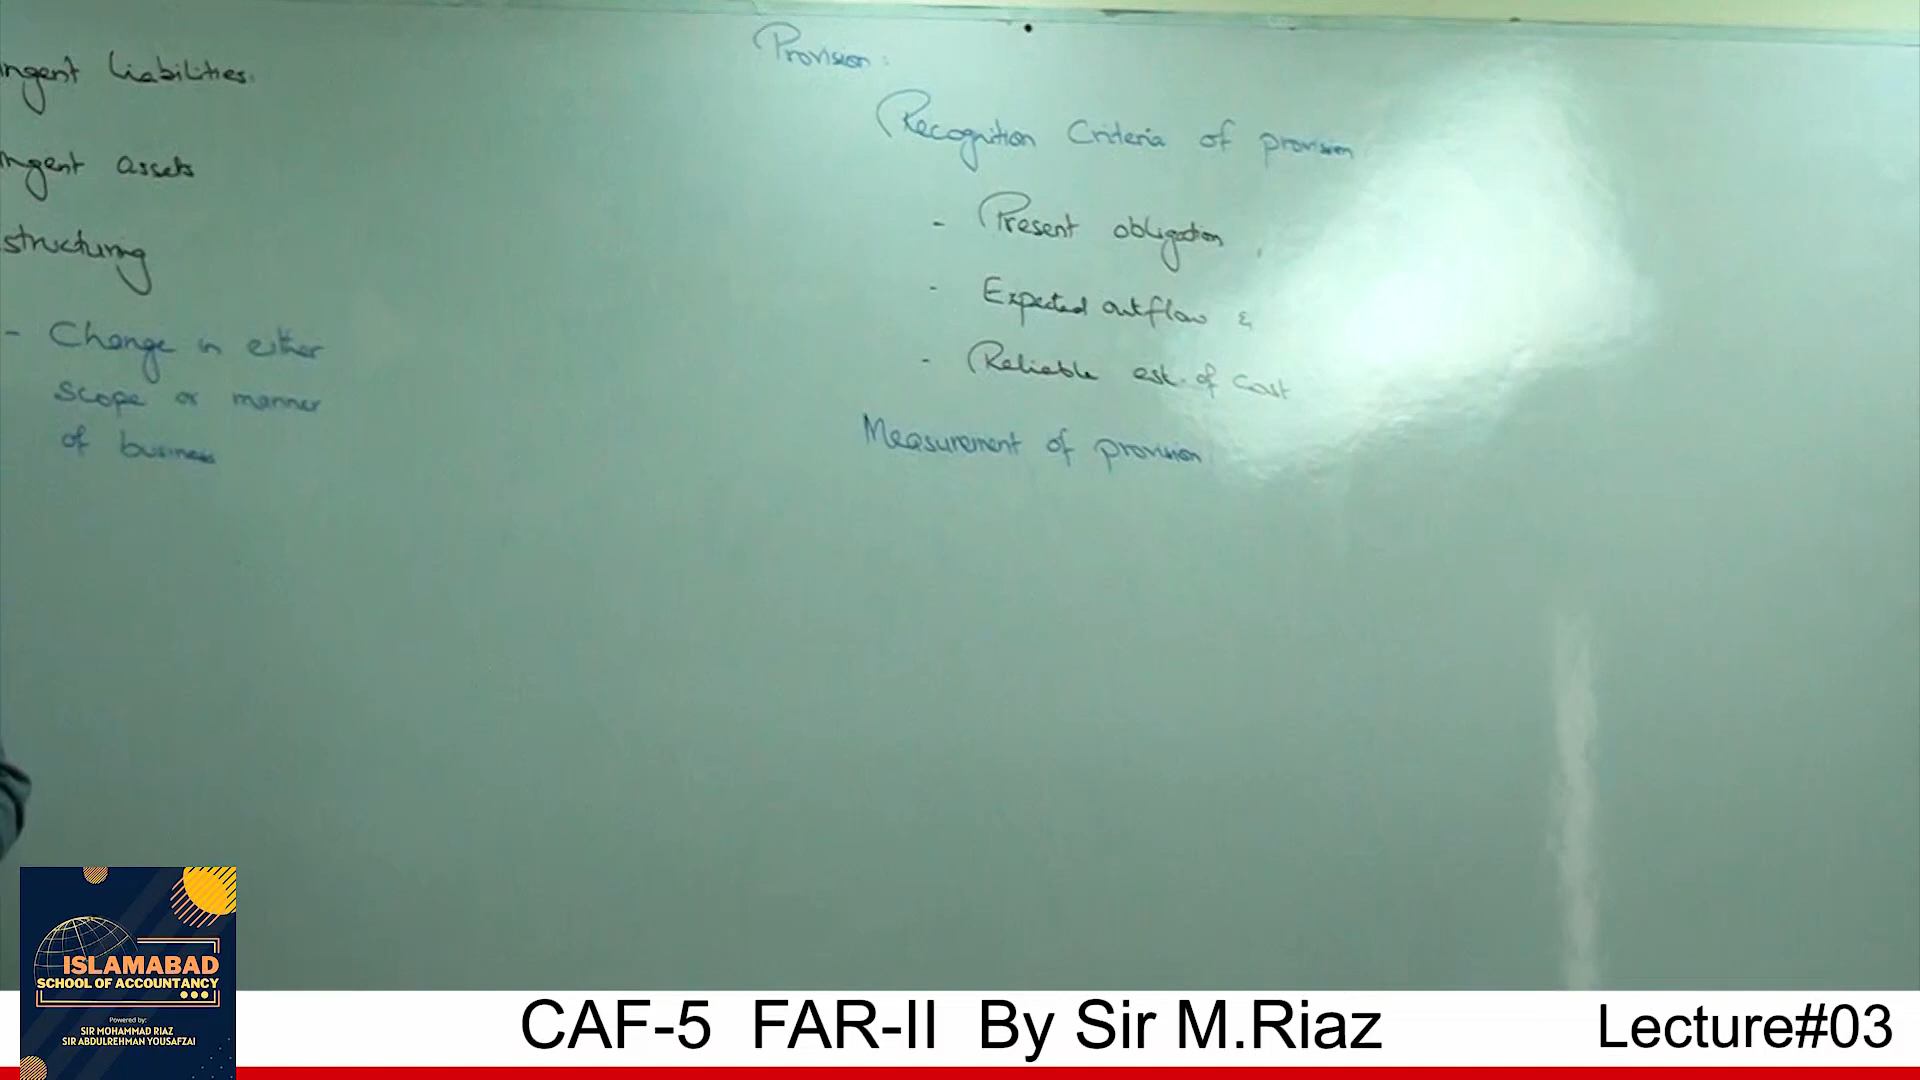 ingent liabilities.
ngent assets
structuring
- Change in either
scope or manner
of business
Provision:
Recognition Criteria of provision
- Present obligation,
- Expected outflow &
- Reliable est. of Cost
Measurement of provision
ISLAMABAD
SCHOOL OF ACCOUNTANCY
Powered by:
SIR MOHAMMAD RIAZ
SIR ABDULREHMAN YOUSAFZAI
CAF-5 FAR-II By Sir M.Riaz
Lecture#03